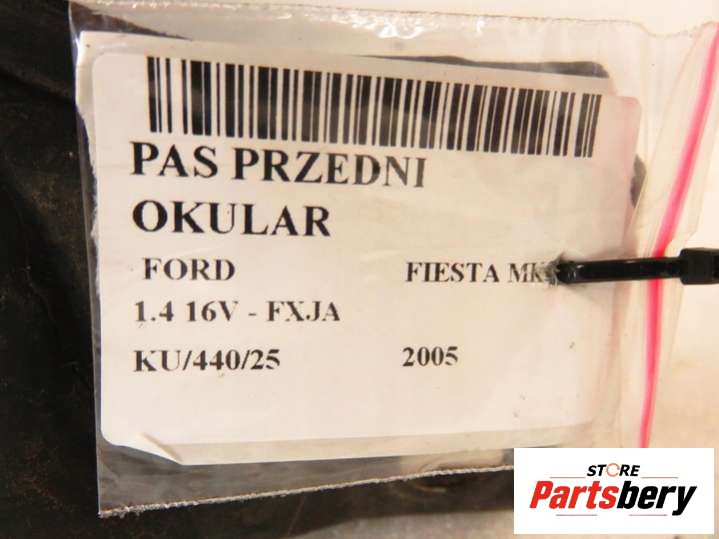 PAS PRZEDNI
OKULAR
FORD FIESTA MK
1.4 16V - FXJA
KU/440/25 2005
STORE
Partsbery